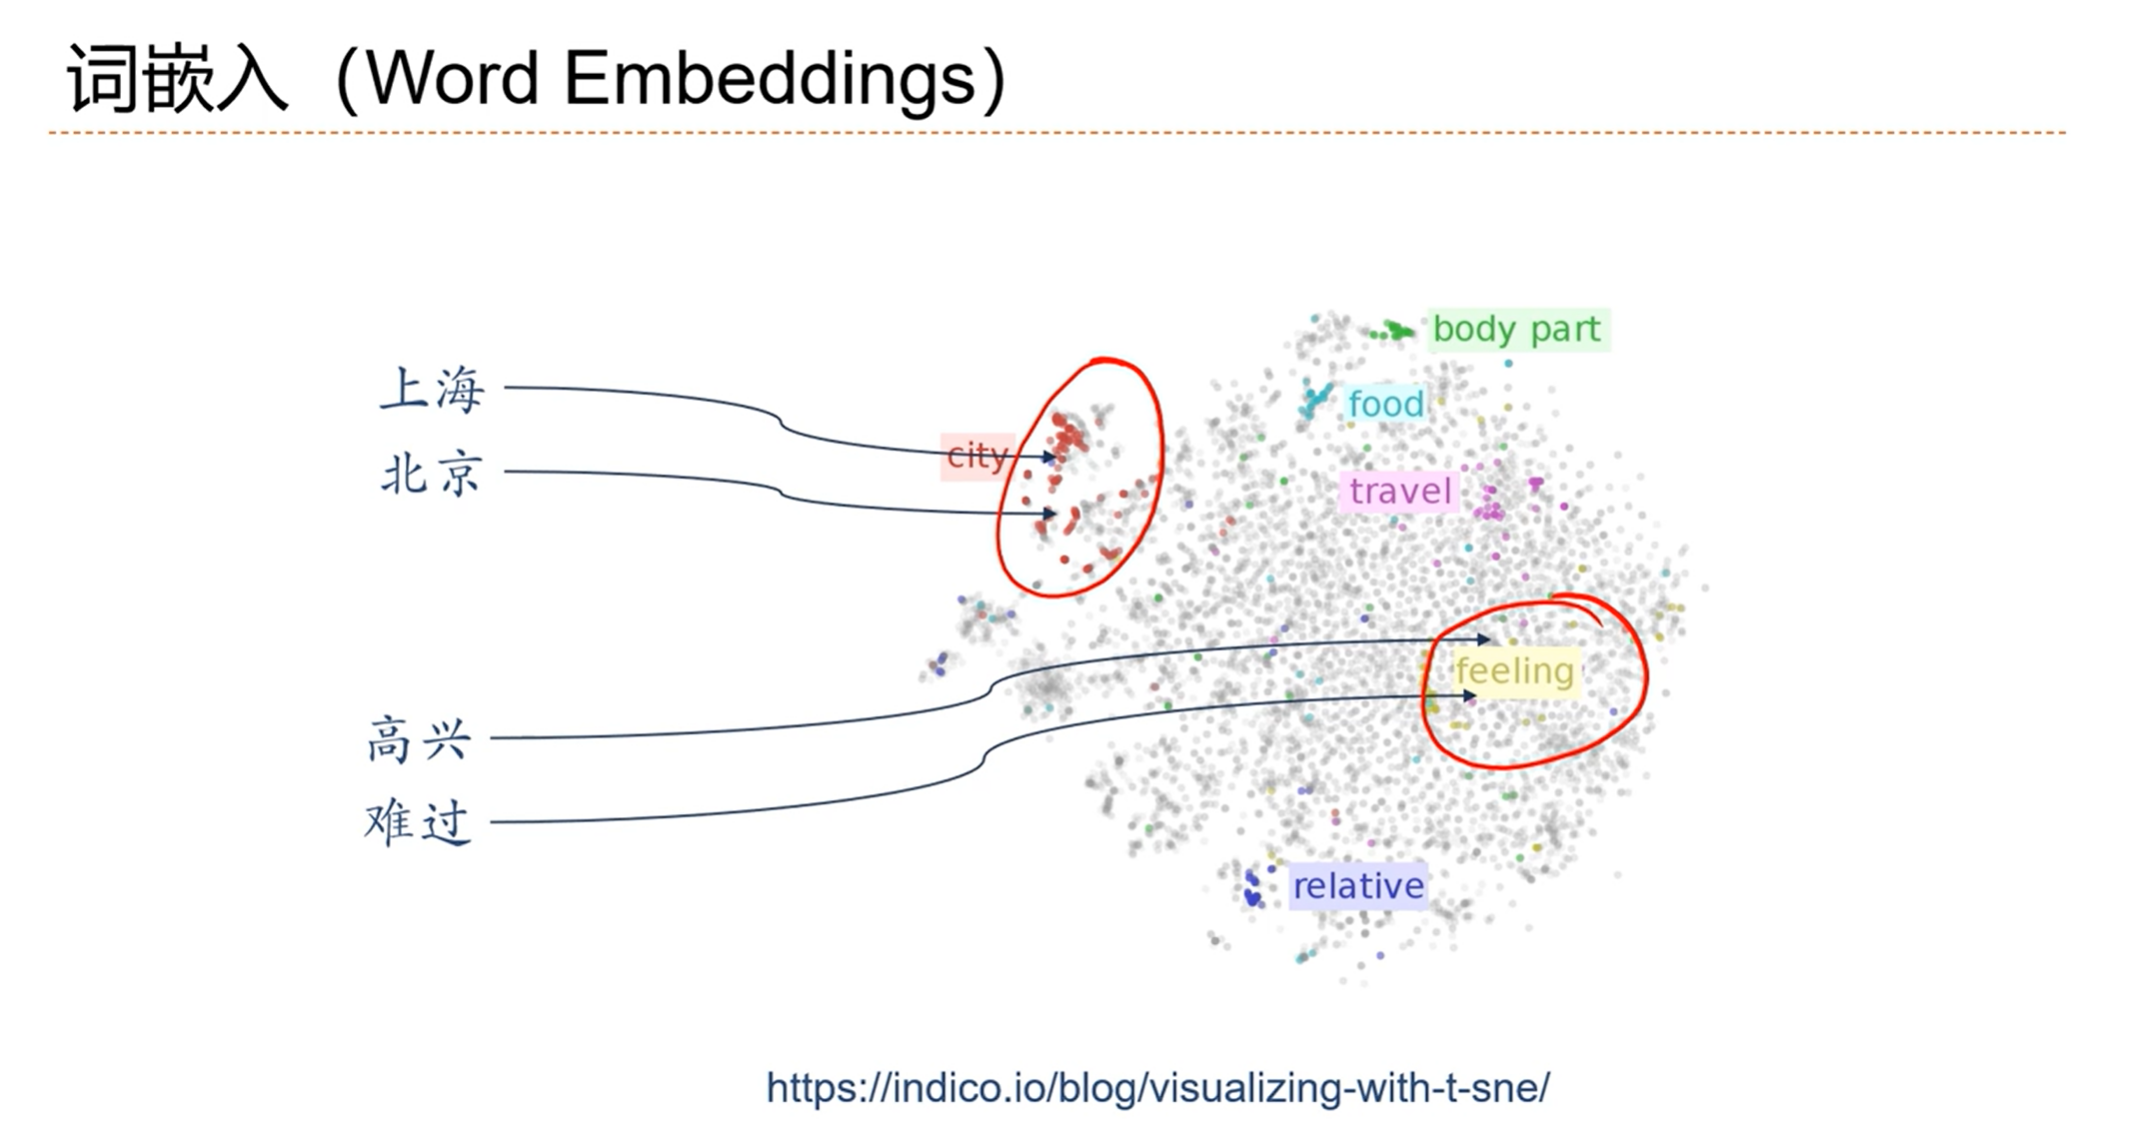 词嵌入（Word Embeddings）
body part
food
上海
city
北京
travel
feeling
高兴
难过
relative
https://indico.io/blog/visualizing-with-t-sne/